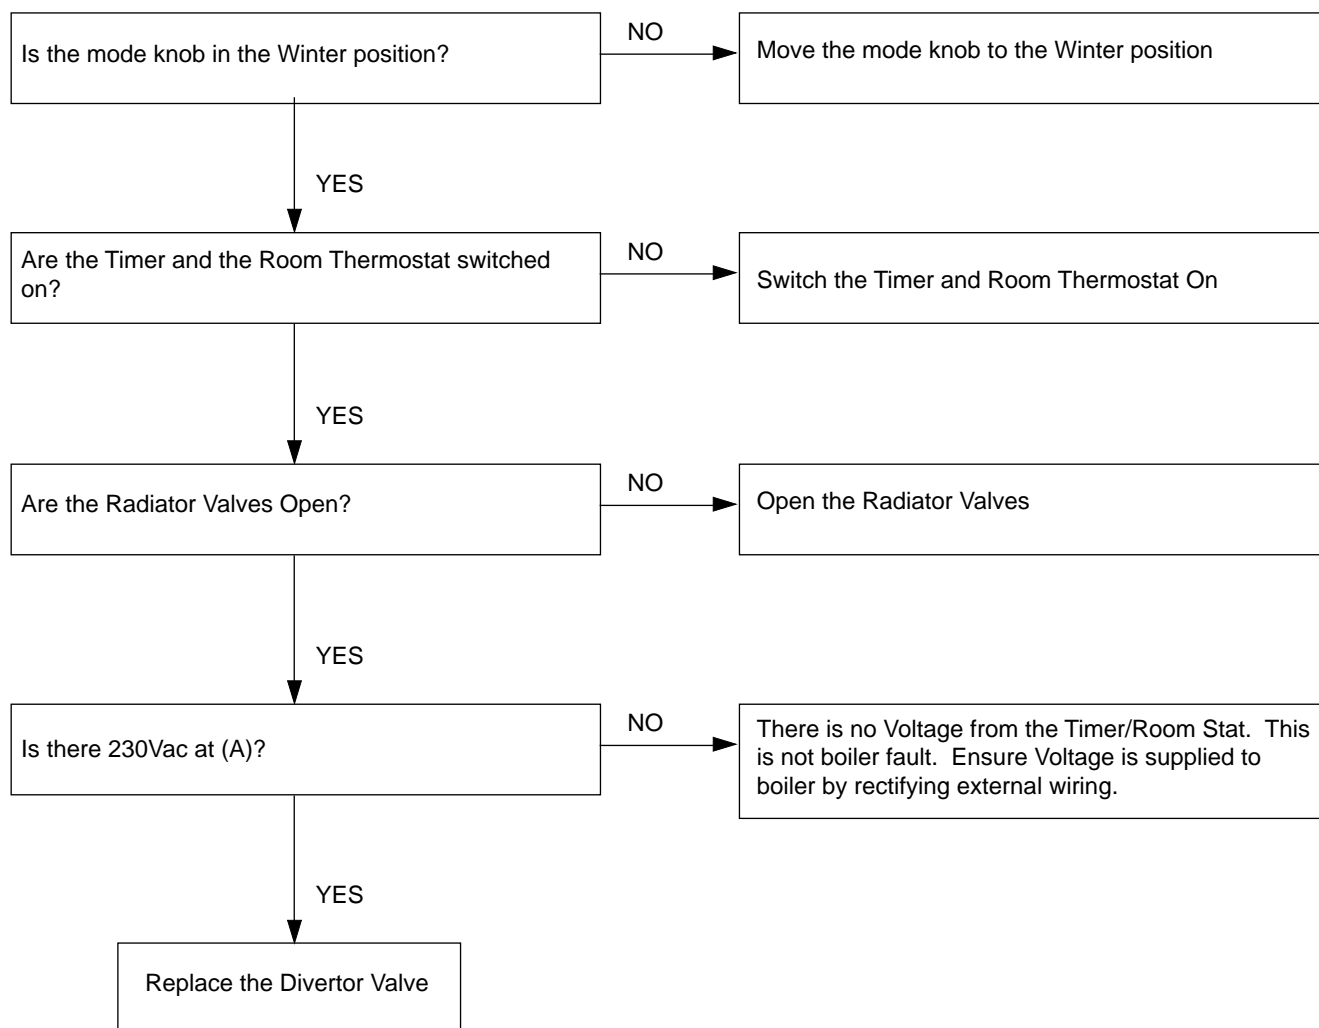 Is the mode knob in the Winter position?
NO
Move the mode knob to the Winter position
YES
Are the Timer and the Room Thermostat switched
on?
NO
Switch the Timer and Room Thermostat On
YES
Are the Radiator Valves Open?
NO
Open the Radiator Valves
YES
Is there 230Vac at (A)?
NO
There is no Voltage from the Timer/Room Stat.  This
is not boiler fault.  Ensure Voltage is supplied to
boiler by rectifying external wiring.
YES
Replace the Divertor Valve